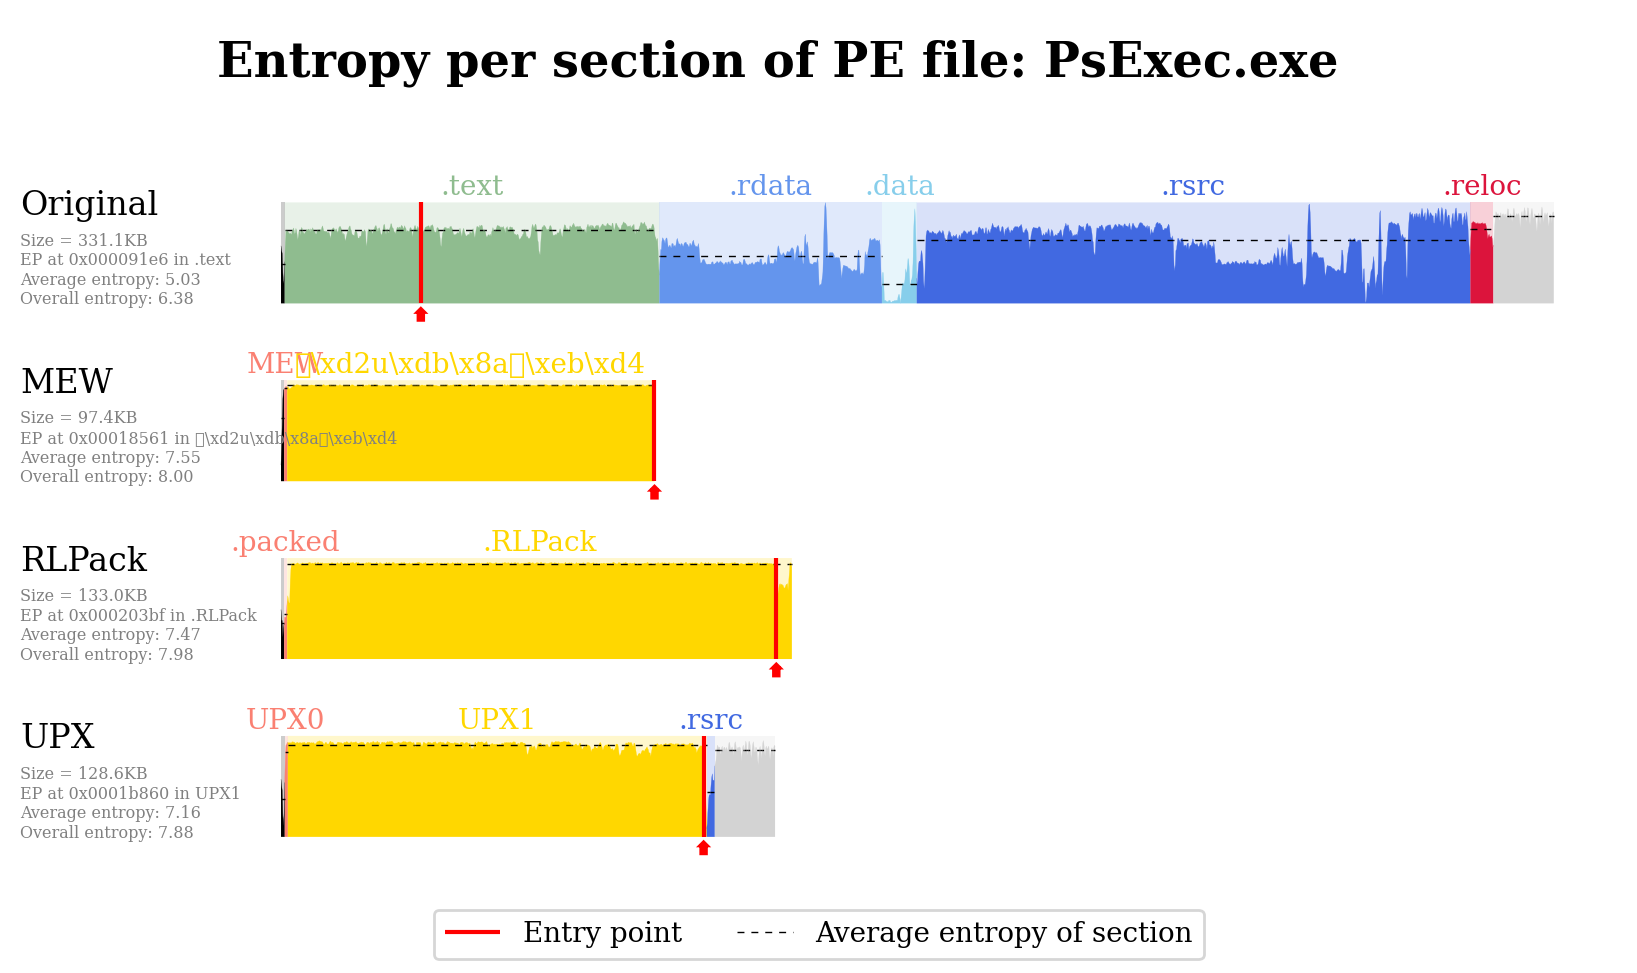 Entropy per section of PE file: PsExec.exe
Original
Size = 331.1KB
EP at 0x000091e6 in .text
Average entropy: 5.03
Overall entropy: 6.38
.text .rdata .data .rsrc .reloc
MEW
Size = 97.4KB
EP at 0x00018561 in \xd2u\xdb\x8a\xeb\xd4
Average entropy: 7.55
Overall entropy: 8.00
MEW \xd2u\xdb\x8a\xeb\xd4
RLPack
Size = 133.0KB
EP at 0x000203bf in .RLPack
Average entropy: 7.47
Overall entropy: 7.98
.packed .RLPack
UPX
Size = 128.6KB
EP at 0x0001b860 in UPX1
Average entropy: 7.16
Overall entropy: 7.88
UPX0 UPX1 .rsrc
Entry point
Average entropy of section